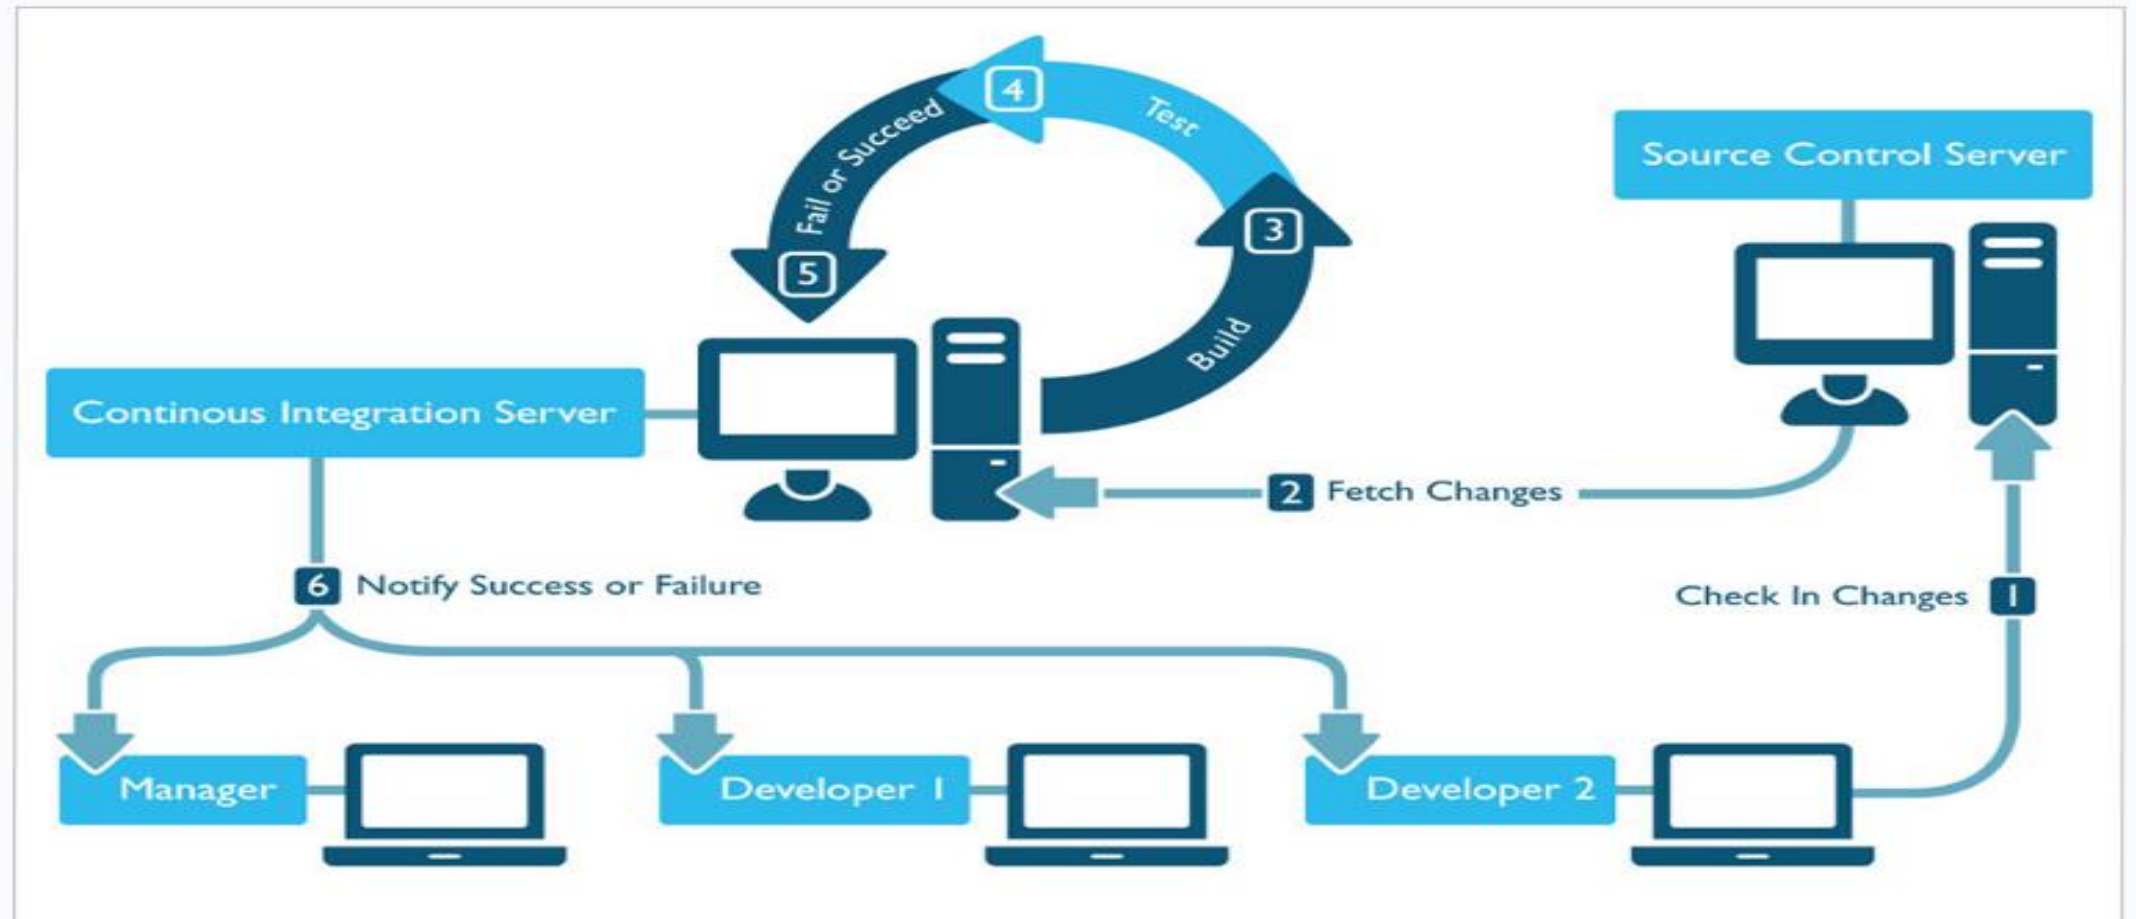 4
Test
Fail or Succeed
3
5
Build
Source Control Server
Continous Integration Server
2 Fetch Changes
6 Notify Success or Failure
Check In Changes 1
Manager
Developer 1
Developer 2